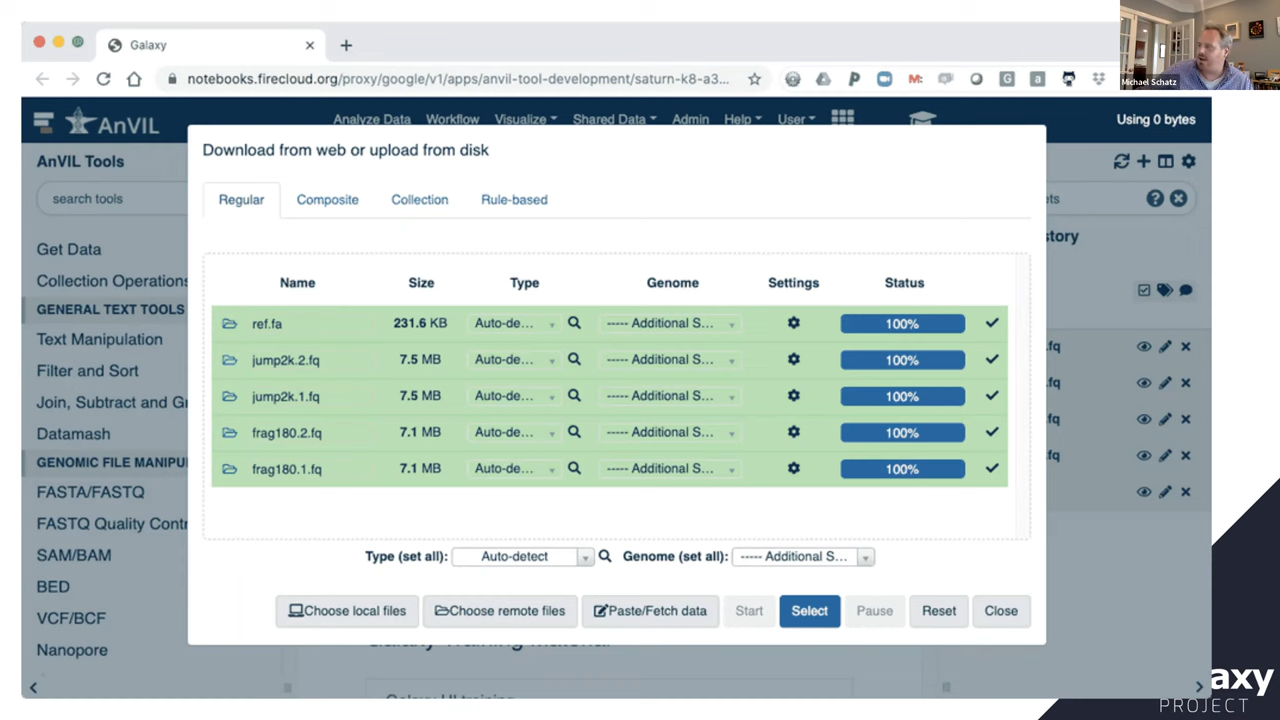 Galaxy
notebooks.firecloud.org/proxy/google/v1/apps/anvil-tool-development/saturn-k8-a3...
Michael Schatz
AnVIL
Analyze Data Workflow Visualize Shared Data Admin Help User
Using 0 bytes
AnVIL Tools
search tools
Get Data
Collection Operations
GENERAL TEXT TOOLS
Text Manipulation
Filter and Sort
Join, Subtract and Gr
Datamash
GENOMIC FILE MANIPU
FASTA/FASTQ
FASTQ Quality Contr
SAM/BAM
BED
VCF/BCF
Nanopore
Download from web or upload from disk
Regular Composite Collection Rule-based
Name Size Type Genome Settings Status
ref.fa 231.6 KB Auto-de... ----- Additional S... 100%
jump2k.2.fq 7.5 MB Auto-de... ----- Additional S... 100%
jump2k.1.fq 7.5 MB Auto-de... ----- Additional S... 100%
frag180.2.fq 7.1 MB Auto-de... ----- Additional S... 100%
frag180.1.fq 7.1 MB Auto-de... ----- Additional S... 100%
Type (set all): Auto-detect Genome (set all): ----- Additional S...
Choose local files Choose remote files Paste/Fetch data Start Select Pause Reset Close
ets
story
fq
fq
fq
fq
axy
PROJECT